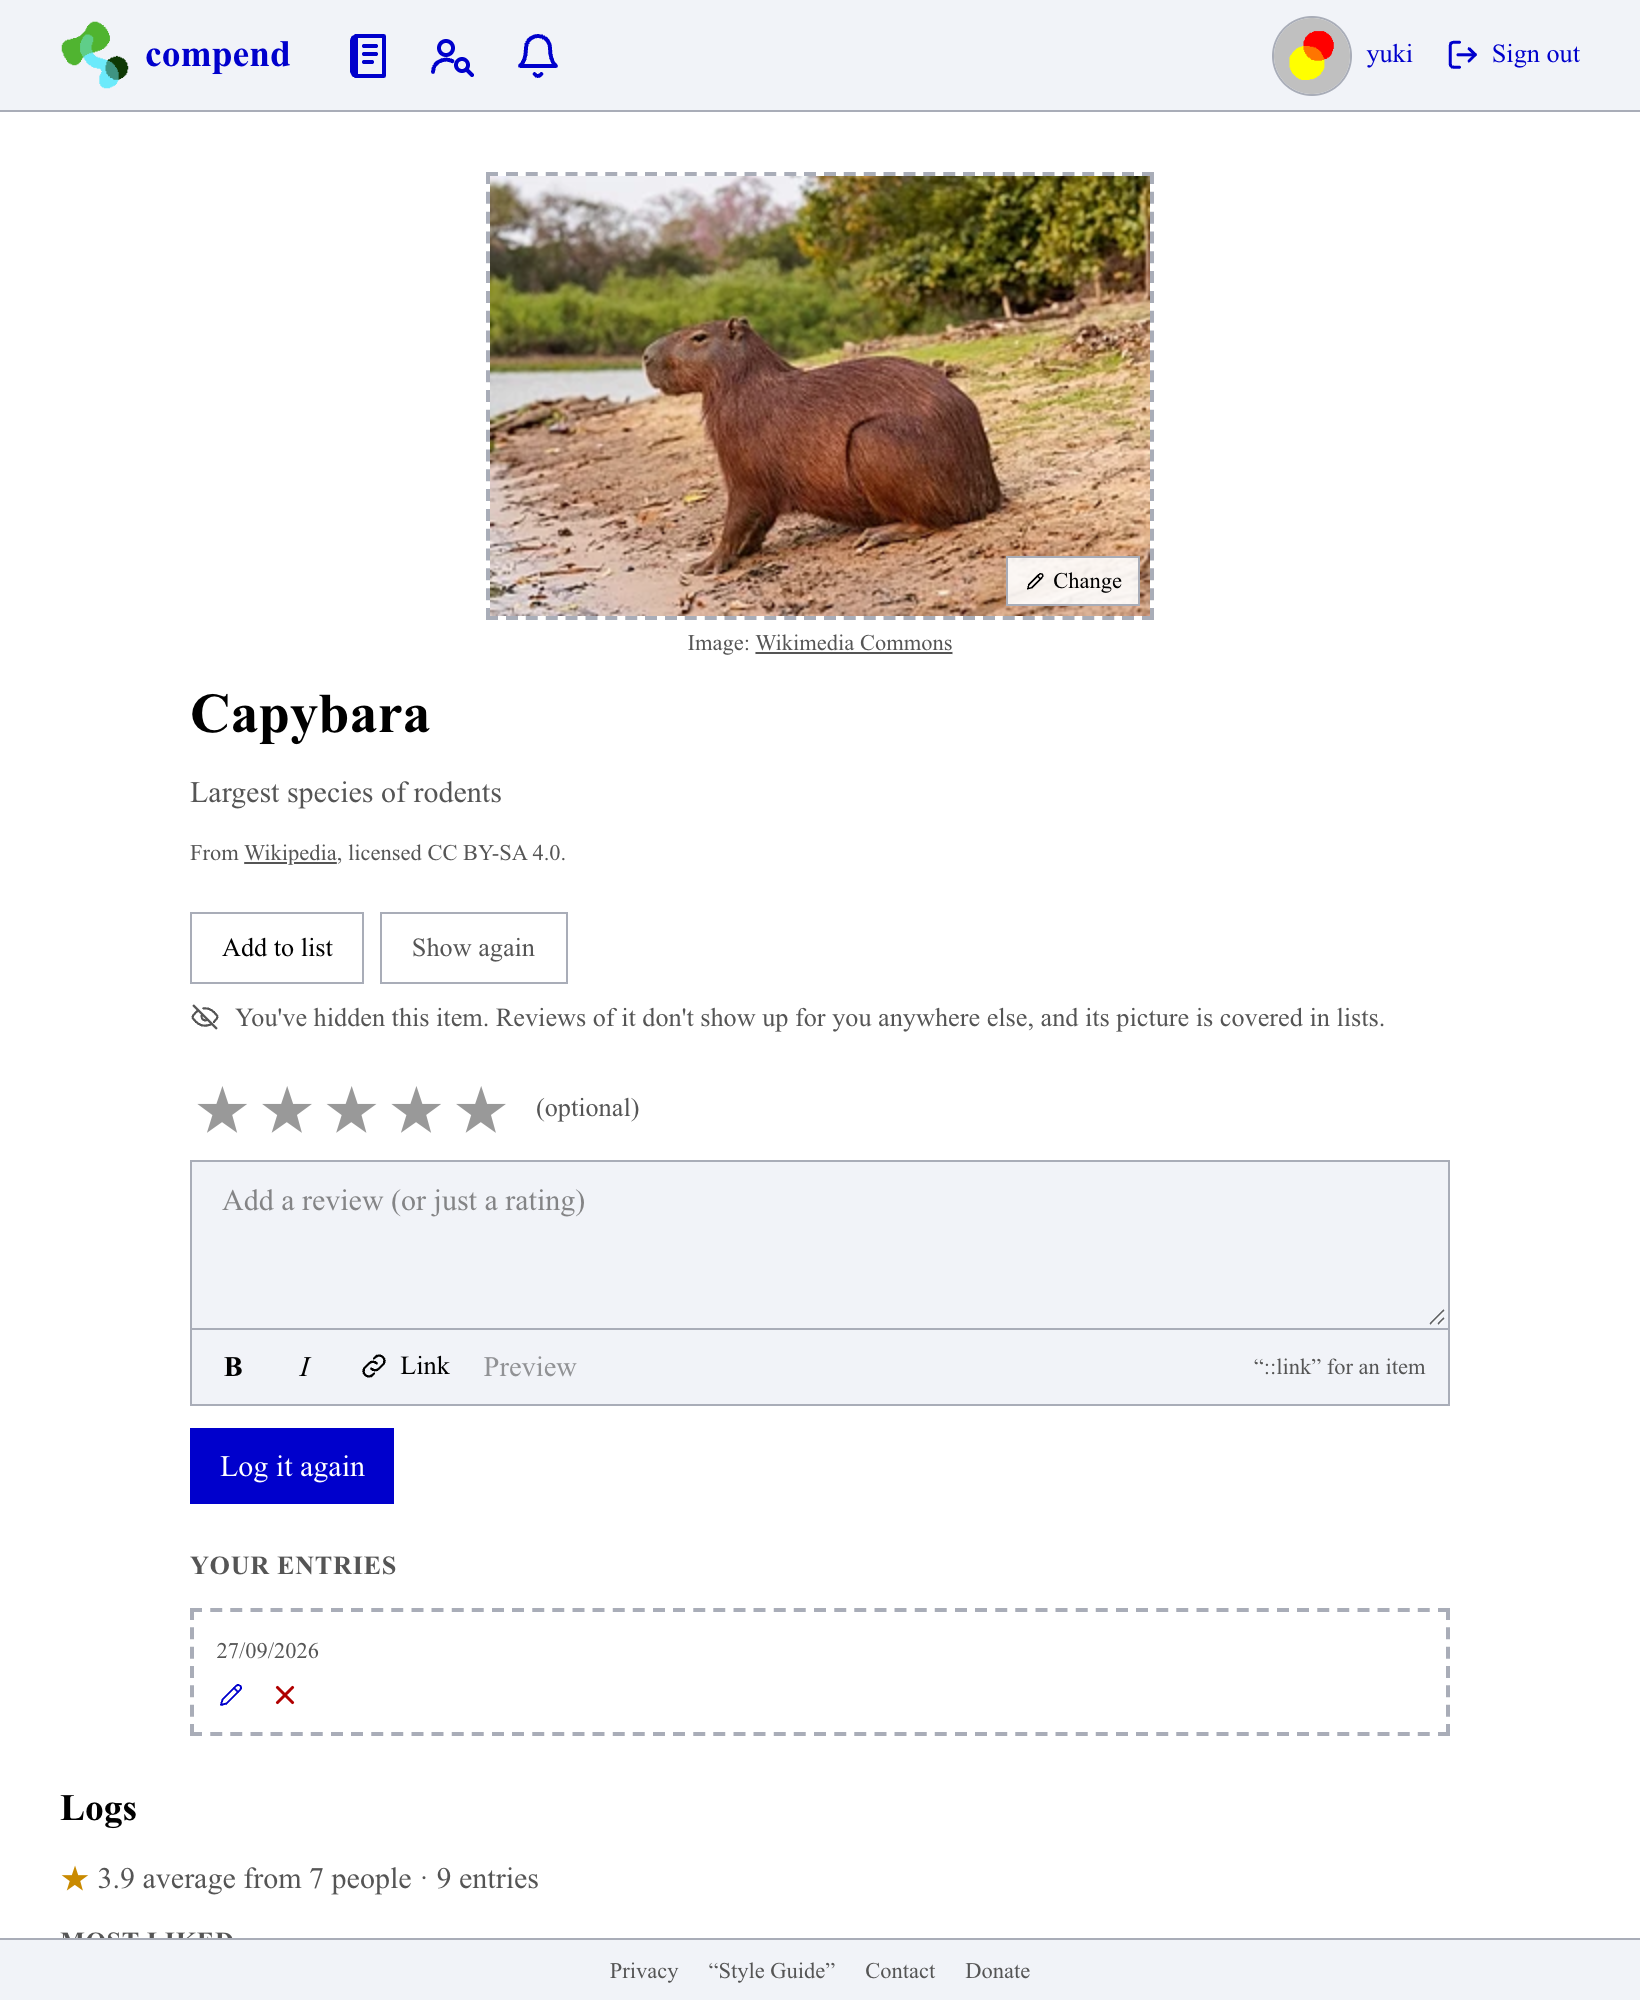 compend
yuki
Sign out
Change
Image: Wikimedia Commons
Capybara
Largest species of rodents
From Wikipedia, licensed CC BY-SA 4.0.
Add to list
Show again
You've hidden this item. Reviews of it don't show up for you anywhere else, and its picture is covered in lists.
(optional)
Add a review (or just a rating)
B I Link Preview
“::link” for an item
Log it again
YOUR ENTRIES
27/09/2026
Logs
★ 3.9 average from 7 people · 9 entries
MOST LIKED
Privacy “Style Guide” Contact Donate